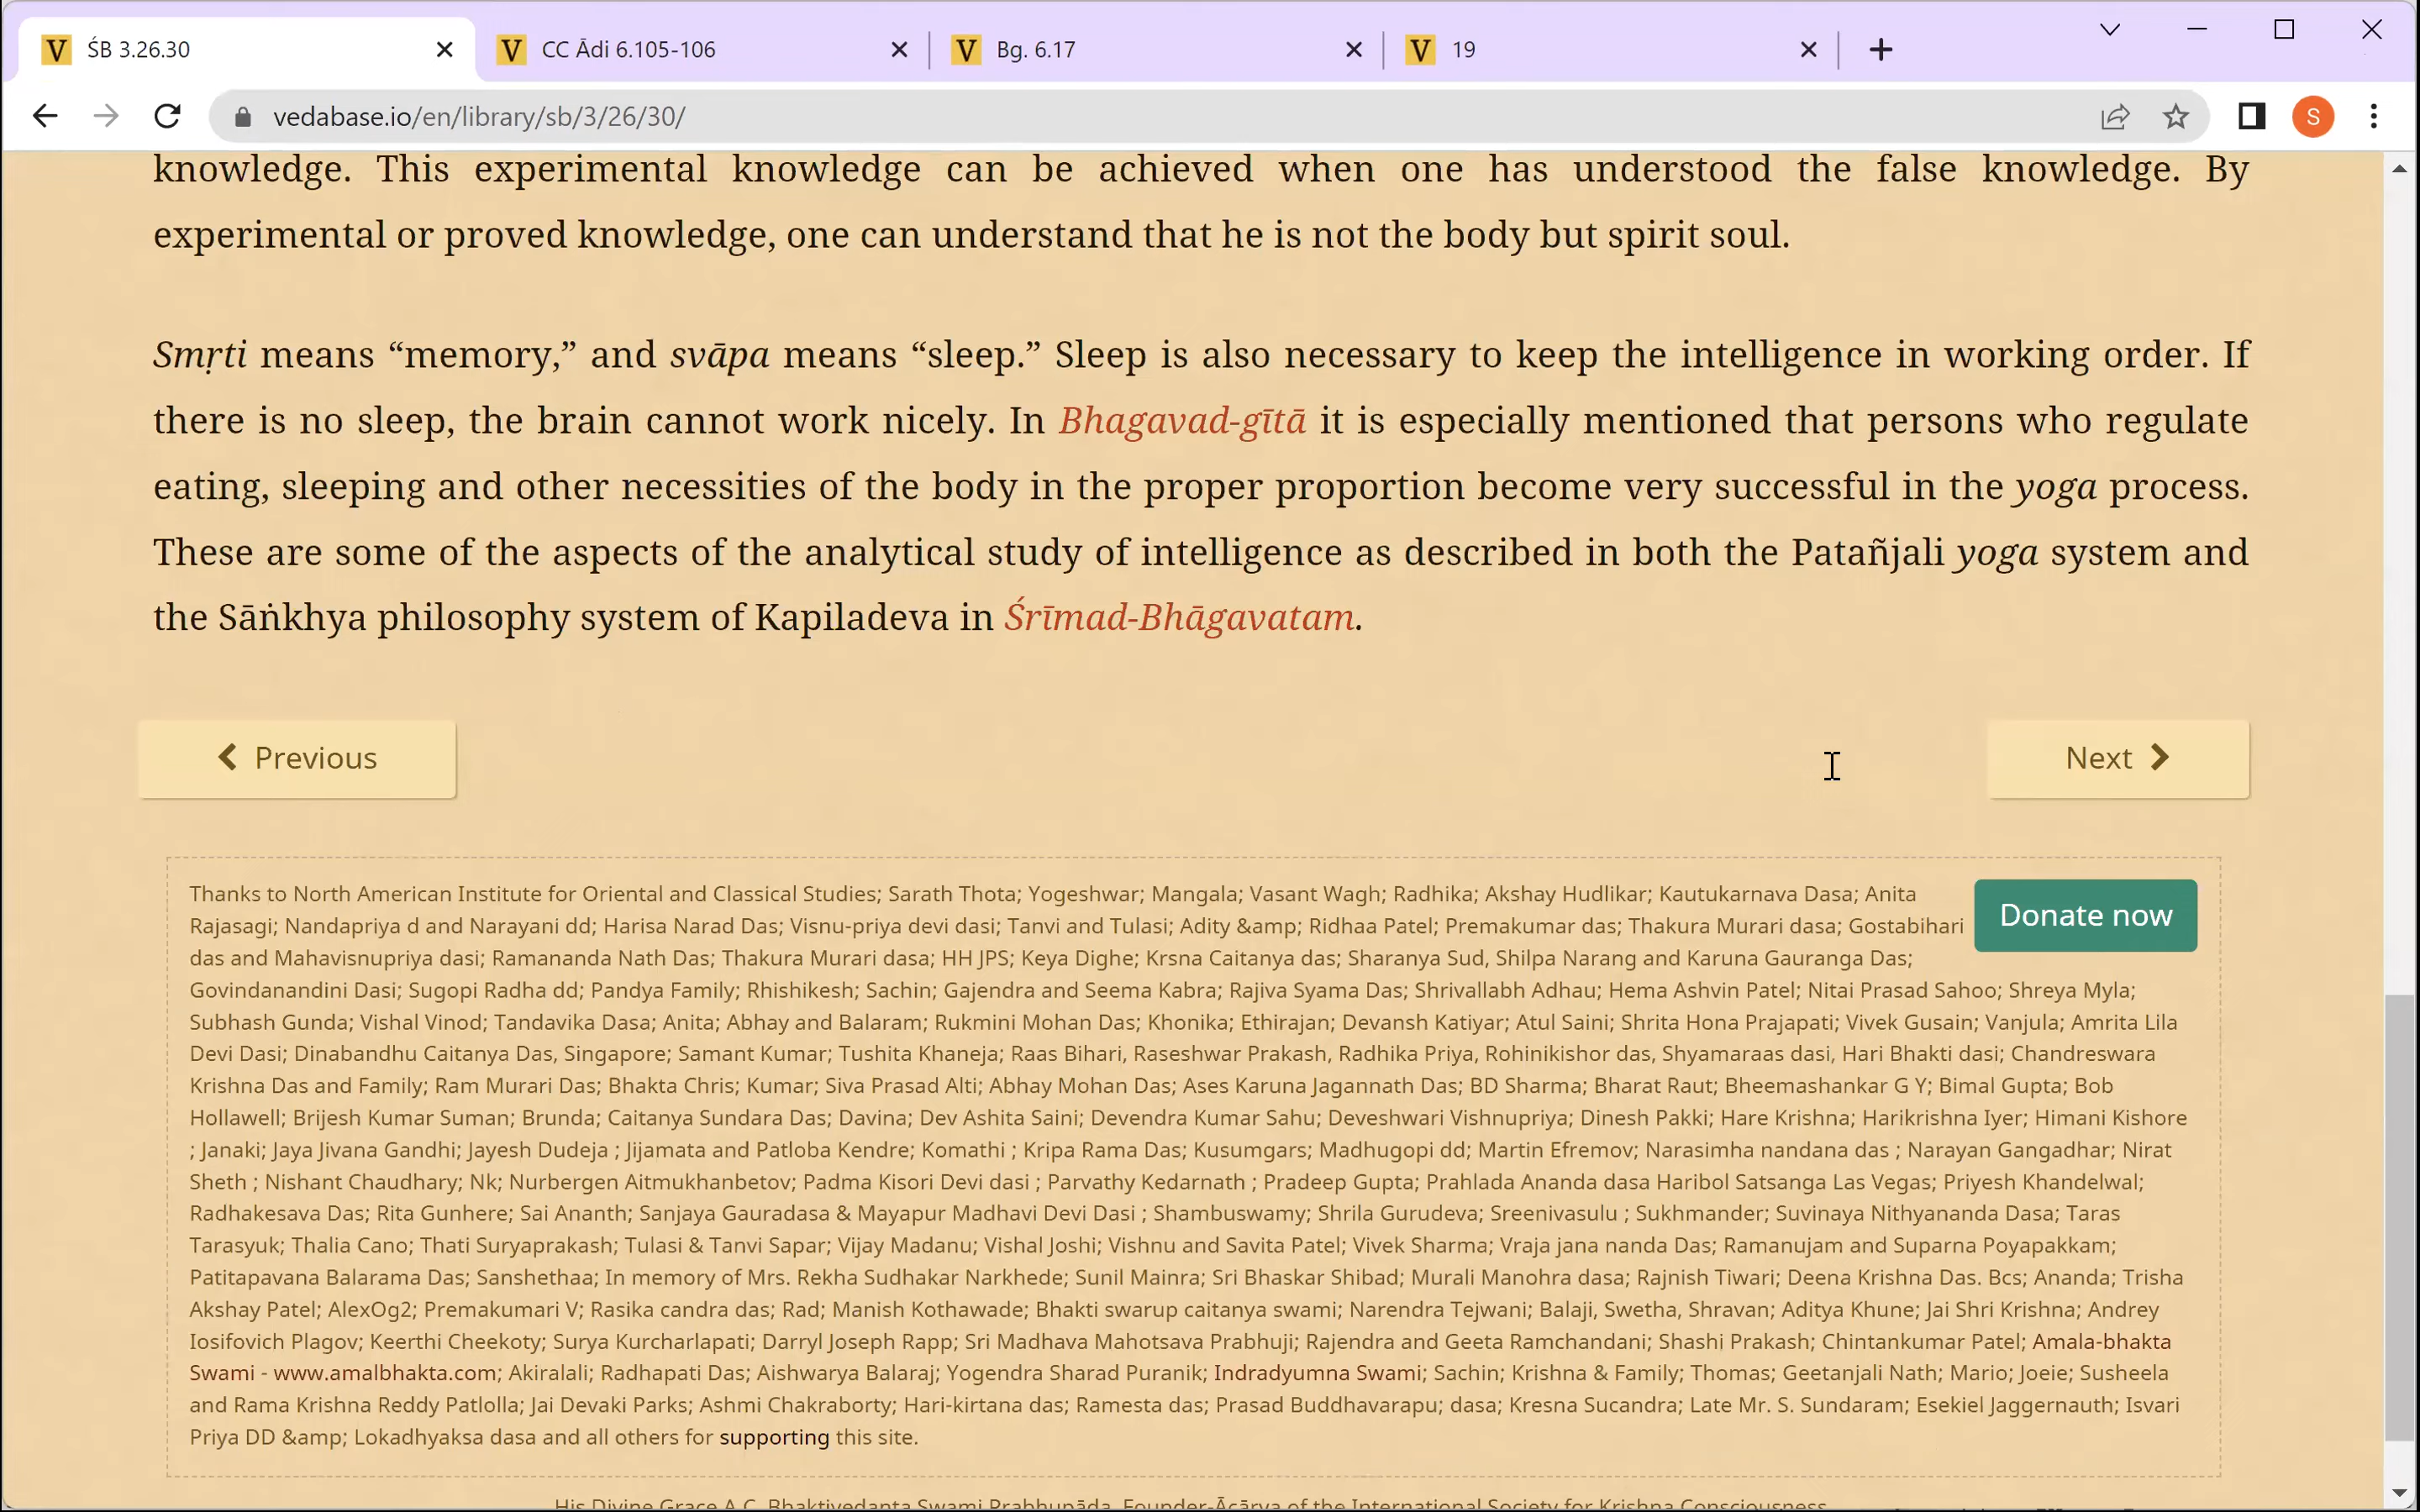 ŚB 3.26.30
CC Ādi 6.105-106
Bg. 6.17
19
vedabase.io/en/library/sb/3/26/30/
S
knowledge. This experimental knowledge can be achieved when one has understood the false knowledge. By
experimental or proved knowledge, one can understand that he is not the body but spirit soul.
Smṛti means “memory,” and svāpa means “sleep.” Sleep is also necessary to keep the intelligence in working order. If
there is no sleep, the brain cannot work nicely. In Bhagavad-gītā it is especially mentioned that persons who regulate
eating, sleeping and other necessities of the body in the proper proportion become very successful in the yoga process.
These are some of the aspects of the analytical study of intelligence as described in both the Patañjali yoga system and
the Sāṅkhya philosophy system of Kapiladeva in Śrīmad-Bhāgavatam.
Previous
Next
Thanks to North American Institute for Oriental and Classical Studies; Sarath Thota; Yogeshwar; Mangala; Vasant Wagh; Radhika; Akshay Hudlikar; Kautukarnava Dasa; Anita
Donate now
Rajasagi; Nandapriya d and Narayani dd; Harisa Narad Das; Visnu-priya devi dasi; Tanvi and Tulasi; Adity &amp; Ridhaa Patel; Premakumar das; Thakura Murari dasa; Gostabihari
das and Mahavisnupriya dasi; Ramananda Nath Das; Thakura Murari dasa; HH JPS; Keya Dighe; Krsna Caitanya das; Sharanya Sud, Shilpa Narang and Karuna Gauranga Das;
Govindanandini Dasi; Sugopi Radha dd; Pandya Family; Rhishikesh; Sachin; Gajendra and Seema Kabra; Rajiva Syama Das; Shrivallabh Adhau; Hema Ashvin Patel; Nitai Prasad Sahoo; Shreya Myla;
Subhash Gunda; Vishal Vinod; Tandavika Dasa; Anita; Abhay and Balaram; Rukmini Mohan Das; Khonika; Ethirajan; Devansh Katiyar; Atul Saini; Shrita Hona Prajapati; Vivek Gusain; Vanjula; Amrita Lila
Devi Dasi; Dinabandhu Caitanya Das, Singapore; Samant Kumar; Tushita Khaneja; Raas Bihari, Raseshwar Prakash, Radhika Priya, Rohinikishor das, Shyamaraas dasi, Hari Bhakti dasi; Chandreswara
Krishna Das and Family; Ram Murari Das; Bhakta Chris; Kumar; Siva Prasad Alti; Abhay Mohan Das; Ases Karuna Jagannath Das; BD Sharma; Bharat Raut; Bheemashankar G Y; Bimal Gupta; Bob
Hollawell; Brijesh Kumar Suman; Brunda; Caitanya Sundara Das; Davina; Dev Ashita Saini; Devendra Kumar Sahu; Deveshwari Vishnupriya; Dinesh Pakki; Hare Krishna; Harikrishna Iyer; Himani Kishore
; Janaki; Jaya Jivana Gandhi; Jayesh Dudeja ; Jijamata and Patloba Kendre; Komathi ; Kripa Rama Das; Kusumgars; Madhugopi dd; Martin Efremov; Narasimha nandana das ; Narayan Gangadhar; Nirat
Sheth ; Nishant Chaudhary; Nk; Nurbergen Aitmukhanbetov; Padma Kisori Devi dasi ; Parvathy Kedarnath ; Pradeep Gupta; Prahlada Ananda dasa Haribol Satsanga Las Vegas; Priyesh Khandelwal;
Radhakesava Das; Rita Gunhere; Sai Ananth; Sanjaya Gauradasa & Mayapur Madhavi Devi Dasi ; Shambuswamy; Shrila Gurudeva; Sreenivasulu ; Sukhmander; Suvinaya Nithyananda Dasa; Taras
Tarasyuk; Thalia Cano; Thati Suryaprakash; Tulasi & Tanvi Sapar; Vijay Madanu; Vishal Joshi; Vishnu and Savita Patel; Vivek Sharma; Vraja jana nanda Das; Ramanujam and Suparna Poyapakkam;
Patitapavana Balarama Das; Sanshethaa; In memory of Mrs. Rekha Sudhakar Narkhede; Sunil Mainra; Sri Bhaskar Shibad; Murali Manohra dasa; Rajnish Tiwari; Deena Krishna Das. Bcs; Ananda; Trisha
Akshay Patel; AlexOg2; Premakumari V; Rasika candra das; Rad; Manish Kothawade; Bhakti swarup caitanya swami; Narendra Tejwani; Balaji, Swetha, Shravan; Aditya Khune; Jai Shri Krishna; Andrey
Iosifovich Plagov; Keerthi Cheekoty; Surya Kurcharlapati; Darryl Joseph Rapp; Sri Madhava Mahotsava Prabhuji; Rajendra and Geeta Ramchandani; Shashi Prakash; Chintankumar Patel; Amala-bhakta
Swami - www.amalbhakta.com; Akiralali; Radhapati Das; Aishwarya Balaraj; Yogendra Sharad Puranik; Indradyumna Swami; Sachin; Krishna & Family; Thomas; Geetanjali Nath; Mario; Joeie; Susheela
and Rama Krishna Reddy Patlolla; Jai Devaki Parks; Ashmi Chakraborty; Hari-kirtana das; Ramesta das; Prasad Buddhavarapu; dasa; Kresna Sucandra; Late Mr. S. Sundaram; Esekiel Jaggernauth; Isvari
Priya DD &amp; Lokadhyaksa dasa and all others for supporting this site.
His Divine Grace A.C. Bhaktivedanta Swami Prabhupāda, Founder-Ācārya of the International Society for Krishna Consciousness